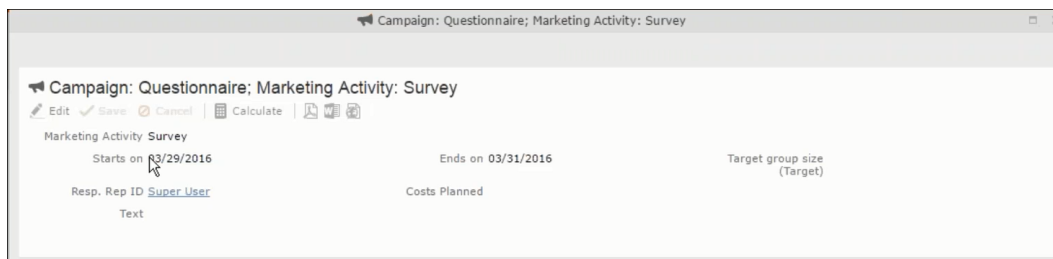 Campaign: Questionnaire; Marketing Activity: Survey
Campaign: Questionnaire; Marketing Activity: Survey
Edit Save Cancel Calculate
Marketing Activity Survey
Starts on 03/29/2016 Ends on 03/31/2016 Target group size
(Target)
Resp. Rep ID Super User Costs Planned
Text